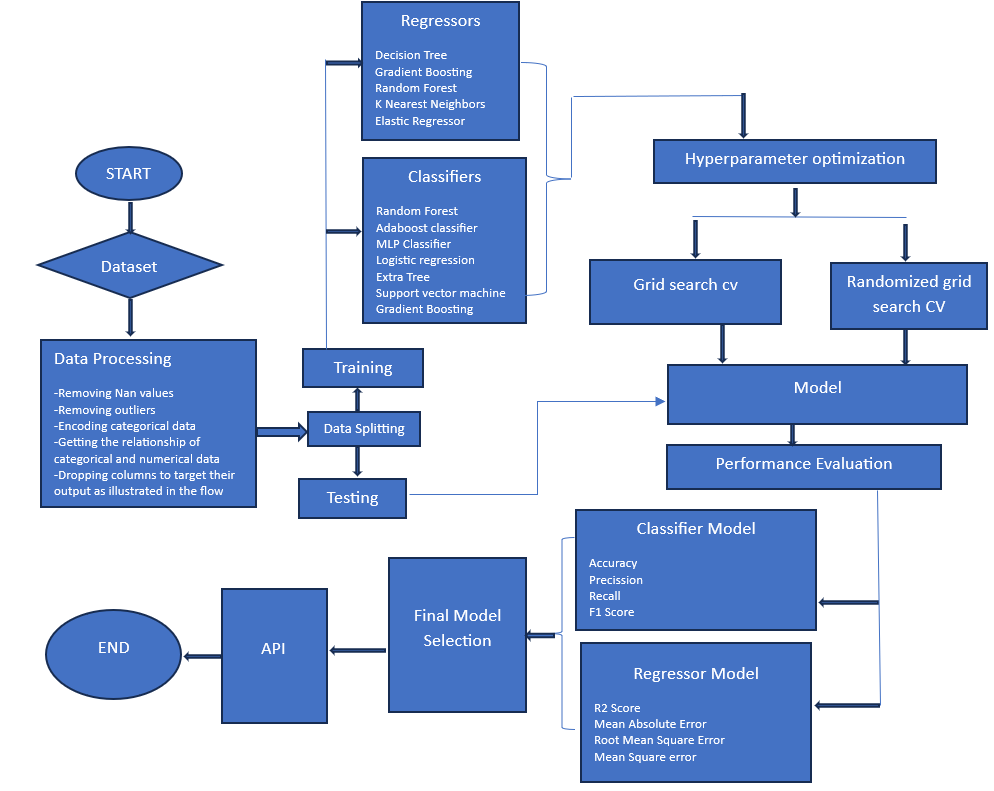 START
Dataset
Data Processing
-Removing Nan values
-Removing outliers
-Encoding categorical data
-Getting the relationship of
categorical and numerical data
-Dropping columns to target their
output as illustrated in the flow
Data Splitting
Training
Testing
Regressors
Decision Tree
Gradient Boosting
Random Forest
K Nearest Neighbors
Elastic Regressor
Classifiers
Random Forest
Adaboost classifier
MLP Classifier
Logistic regression
Extra Tree
Support vector machine
Gradient Boosting
Hyperparameter optimization
Grid search cv
Randomized grid
search CV
Model
Performance Evaluation
Classifier Model
Accuracy
Precission
Recall
F1 Score
Regressor Model
R2 Score
Mean Absolute Error
Root Mean Square Error
Mean Square error
Final Model
Selection
API
END